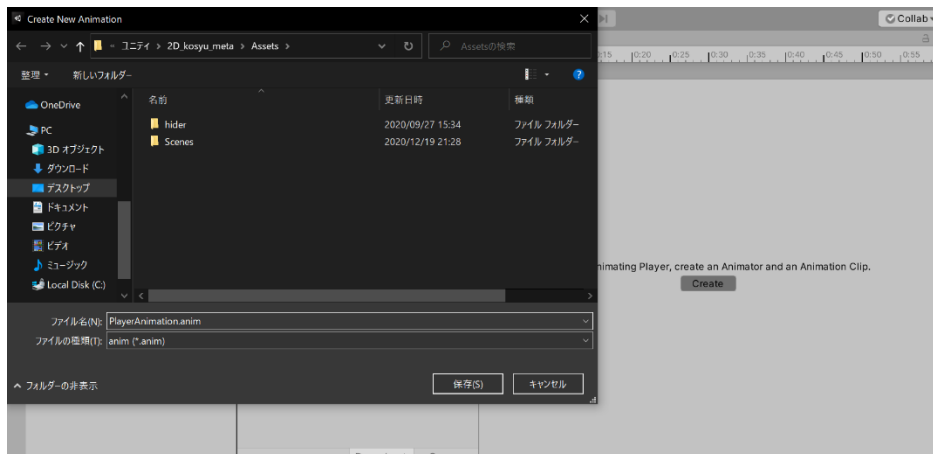 Create New Animation
« ユニティ > 2D_kosyu_meta > Assets >
Assetsの検索
整理
新しいフォルダー
OneDrive
PC
3D オブジェクト
ダウンロード
デスクトップ
ドキュメント
ピクチャ
ビデオ
ミュージック
Local Disk (C:)
名前 更新日時 種類
hider 2020/09/27 15:34 ファイル フォルダー
Scenes 2020/12/19 21:28 ファイル フォルダー
ファイル名(N): PlayerAnimation.anim
ファイルの種類(T): anim (*.anim)
フォルダーの非表示
保存(S) キャンセル
Collab
0:20 0:25 0:30 0:35 0:40 0:45 0:50 0:55
nimating Player, create an Animator and an Animation Clip.
Create